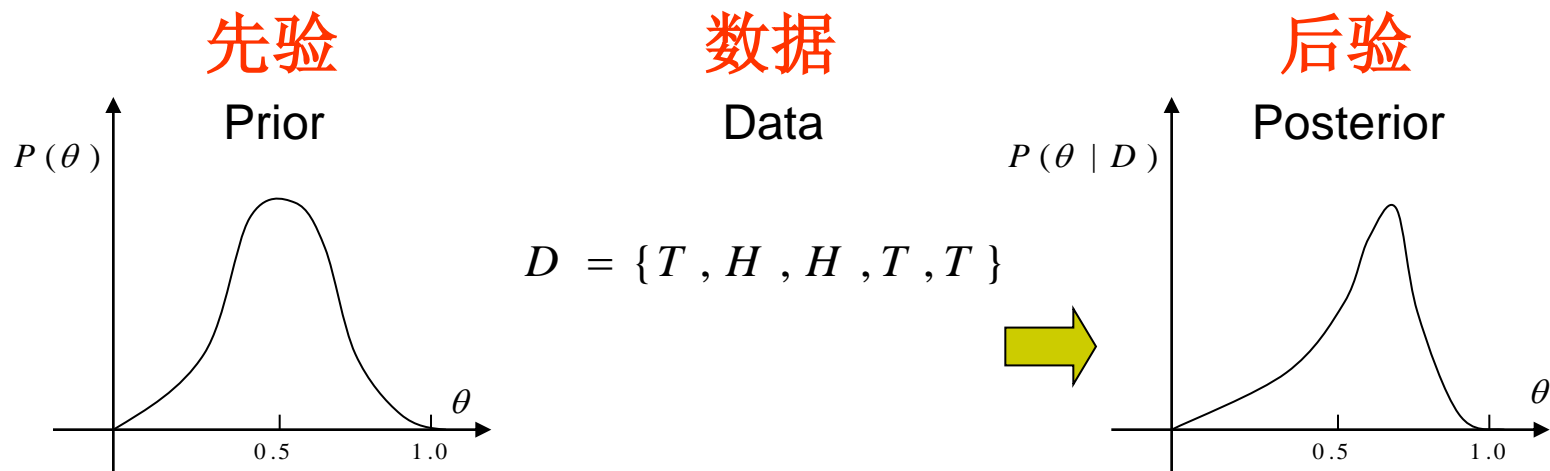 先验
数据
后验
Prior
Data
Posterior
P ( θ )
P ( θ | D )
D = { T , H , H , T , T }
θ
θ
0.5
1.0
0.5
1.0